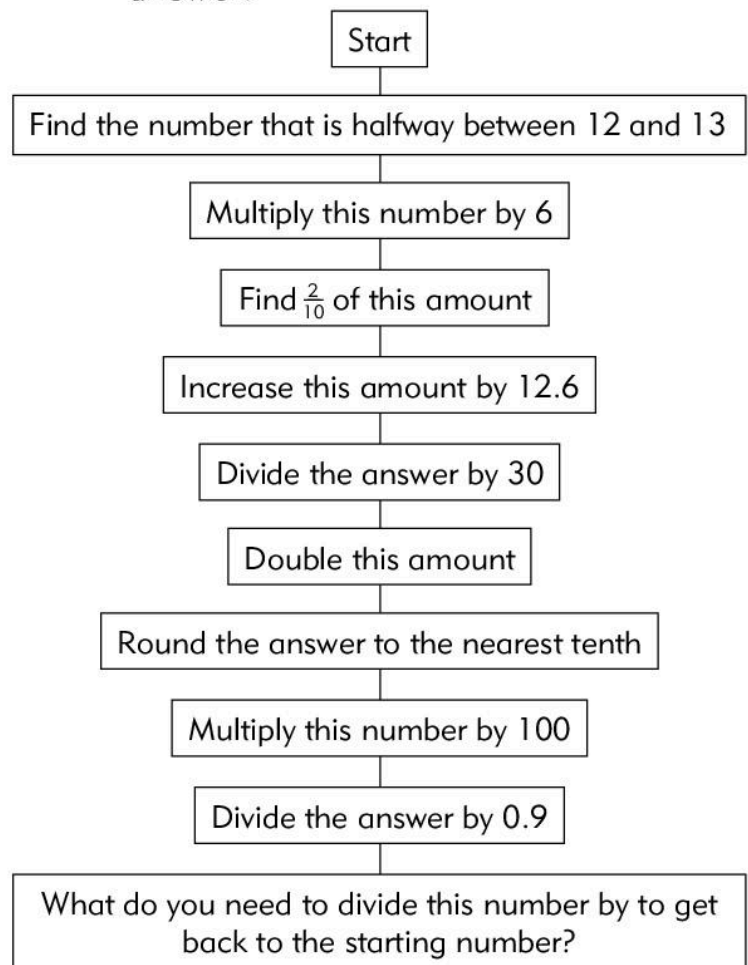 Start
Find the number that is halfway between 12 and 13
Multiply this number by 6
Find 2/10 of this amount
Increase this amount by 12.6
Divide the answer by 30
Double this amount
Round the answer to the nearest tenth
Multiply this number by 100
Divide the answer by 0.9
What do you need to divide this number by to get
back to the starting number?